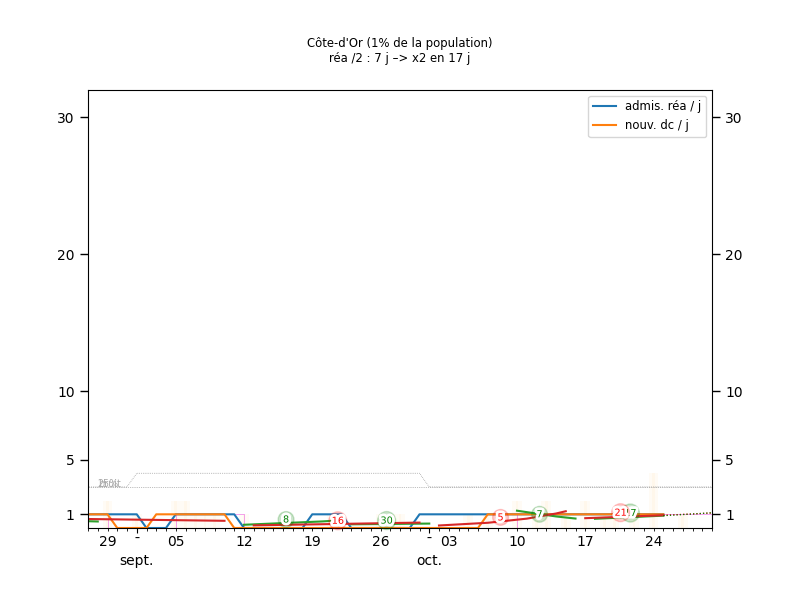 Côte-d'Or (1% de la population)
réa /2 : 7 j –> x2 en 17 j
admis. réa / j
nouv. dc / j
30 30
20 20
10 10
5 5
1 1
8 16 30 5 7 21 7
29 - 05 12 19 26 - 03 10 17 24
sept. oct.